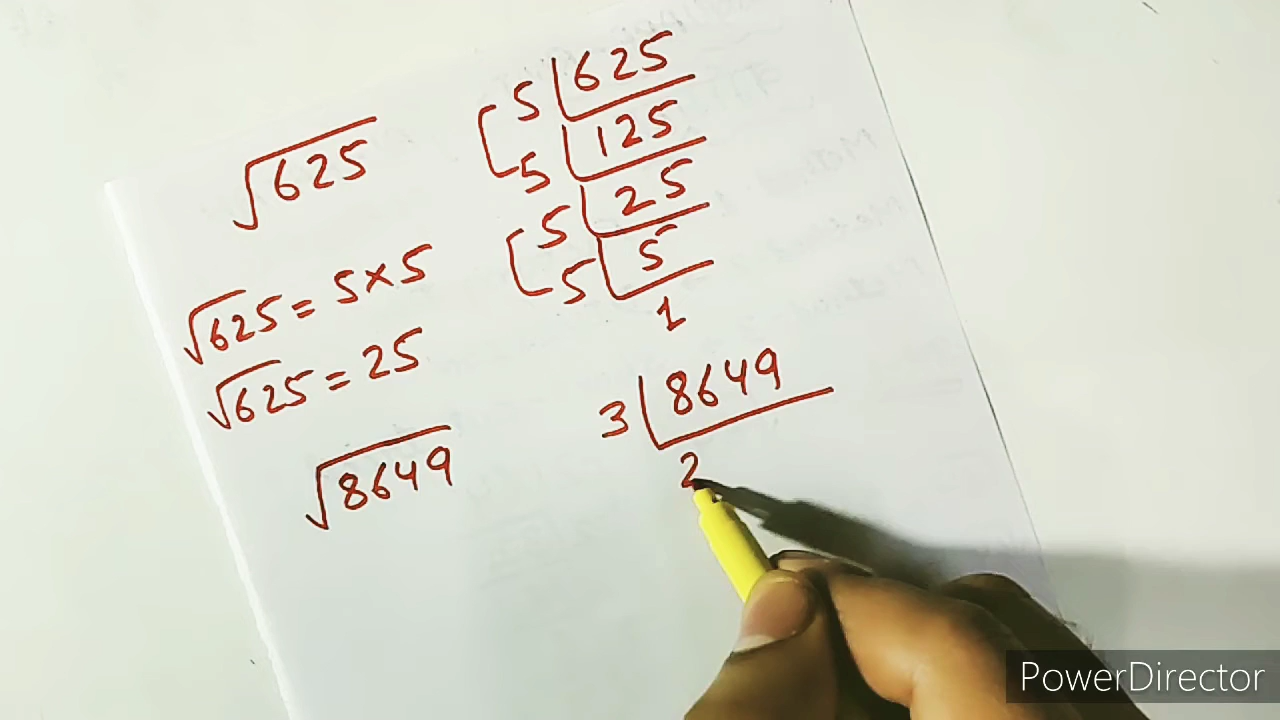 √625
5 | 625
5 | 125
5 | 25
5 | 5
1
√625 = 5×5
√625 = 25
√8649
3 | 8649
2
PowerDirector